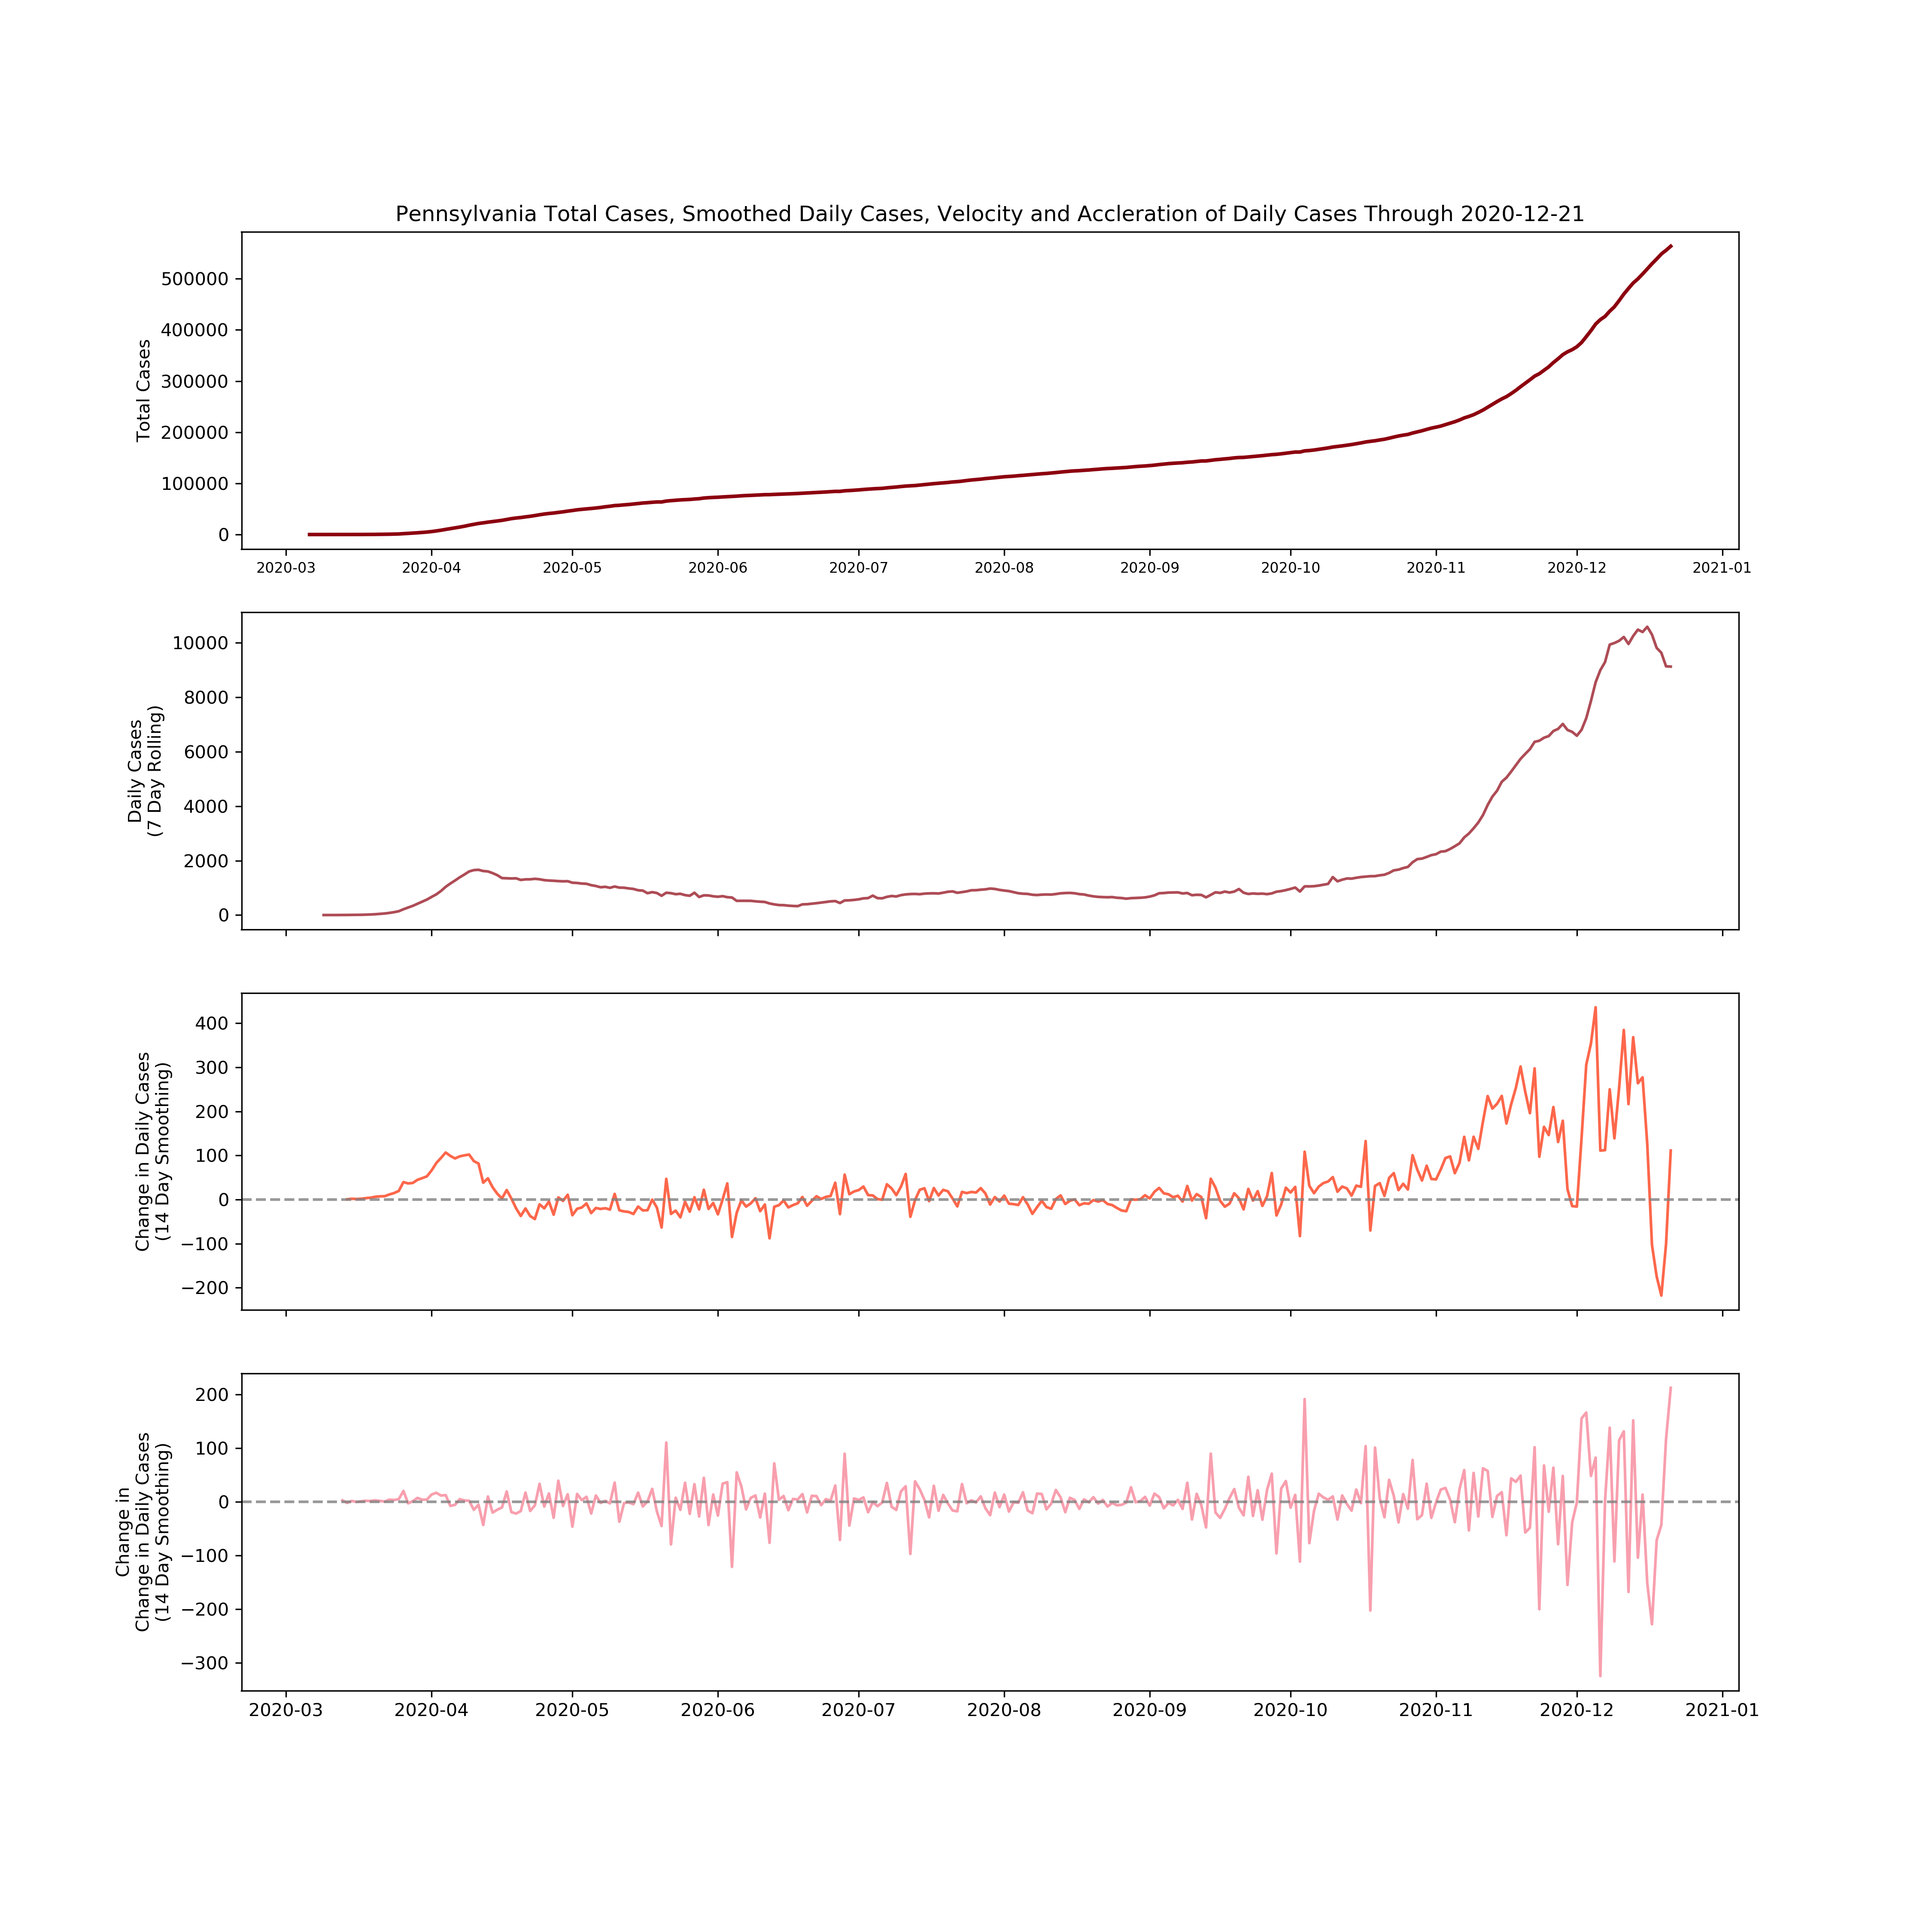 Pennsylvania Total Cases, Smoothed Daily Cases, Velocity and Accleration of Daily Cases Through 2020-12-21
Total Cases
500000
400000
300000
200000
100000
0
2020-03 2020-04 2020-05 2020-06 2020-07 2020-08 2020-09 2020-10 2020-11 2020-12 2021-01
Daily Cases
(7 Day Rolling)
10000
8000
6000
4000
2000
0
Change in Daily Cases
(14 Day Smoothing)
400
300
200
100
0
−100
−200
Change in
Change in Daily Cases
(14 Day Smoothing)
200
100
0
−100
−200
−300
2020-03 2020-04 2020-05 2020-06 2020-07 2020-08 2020-09 2020-10 2020-11 2020-12 2021-01